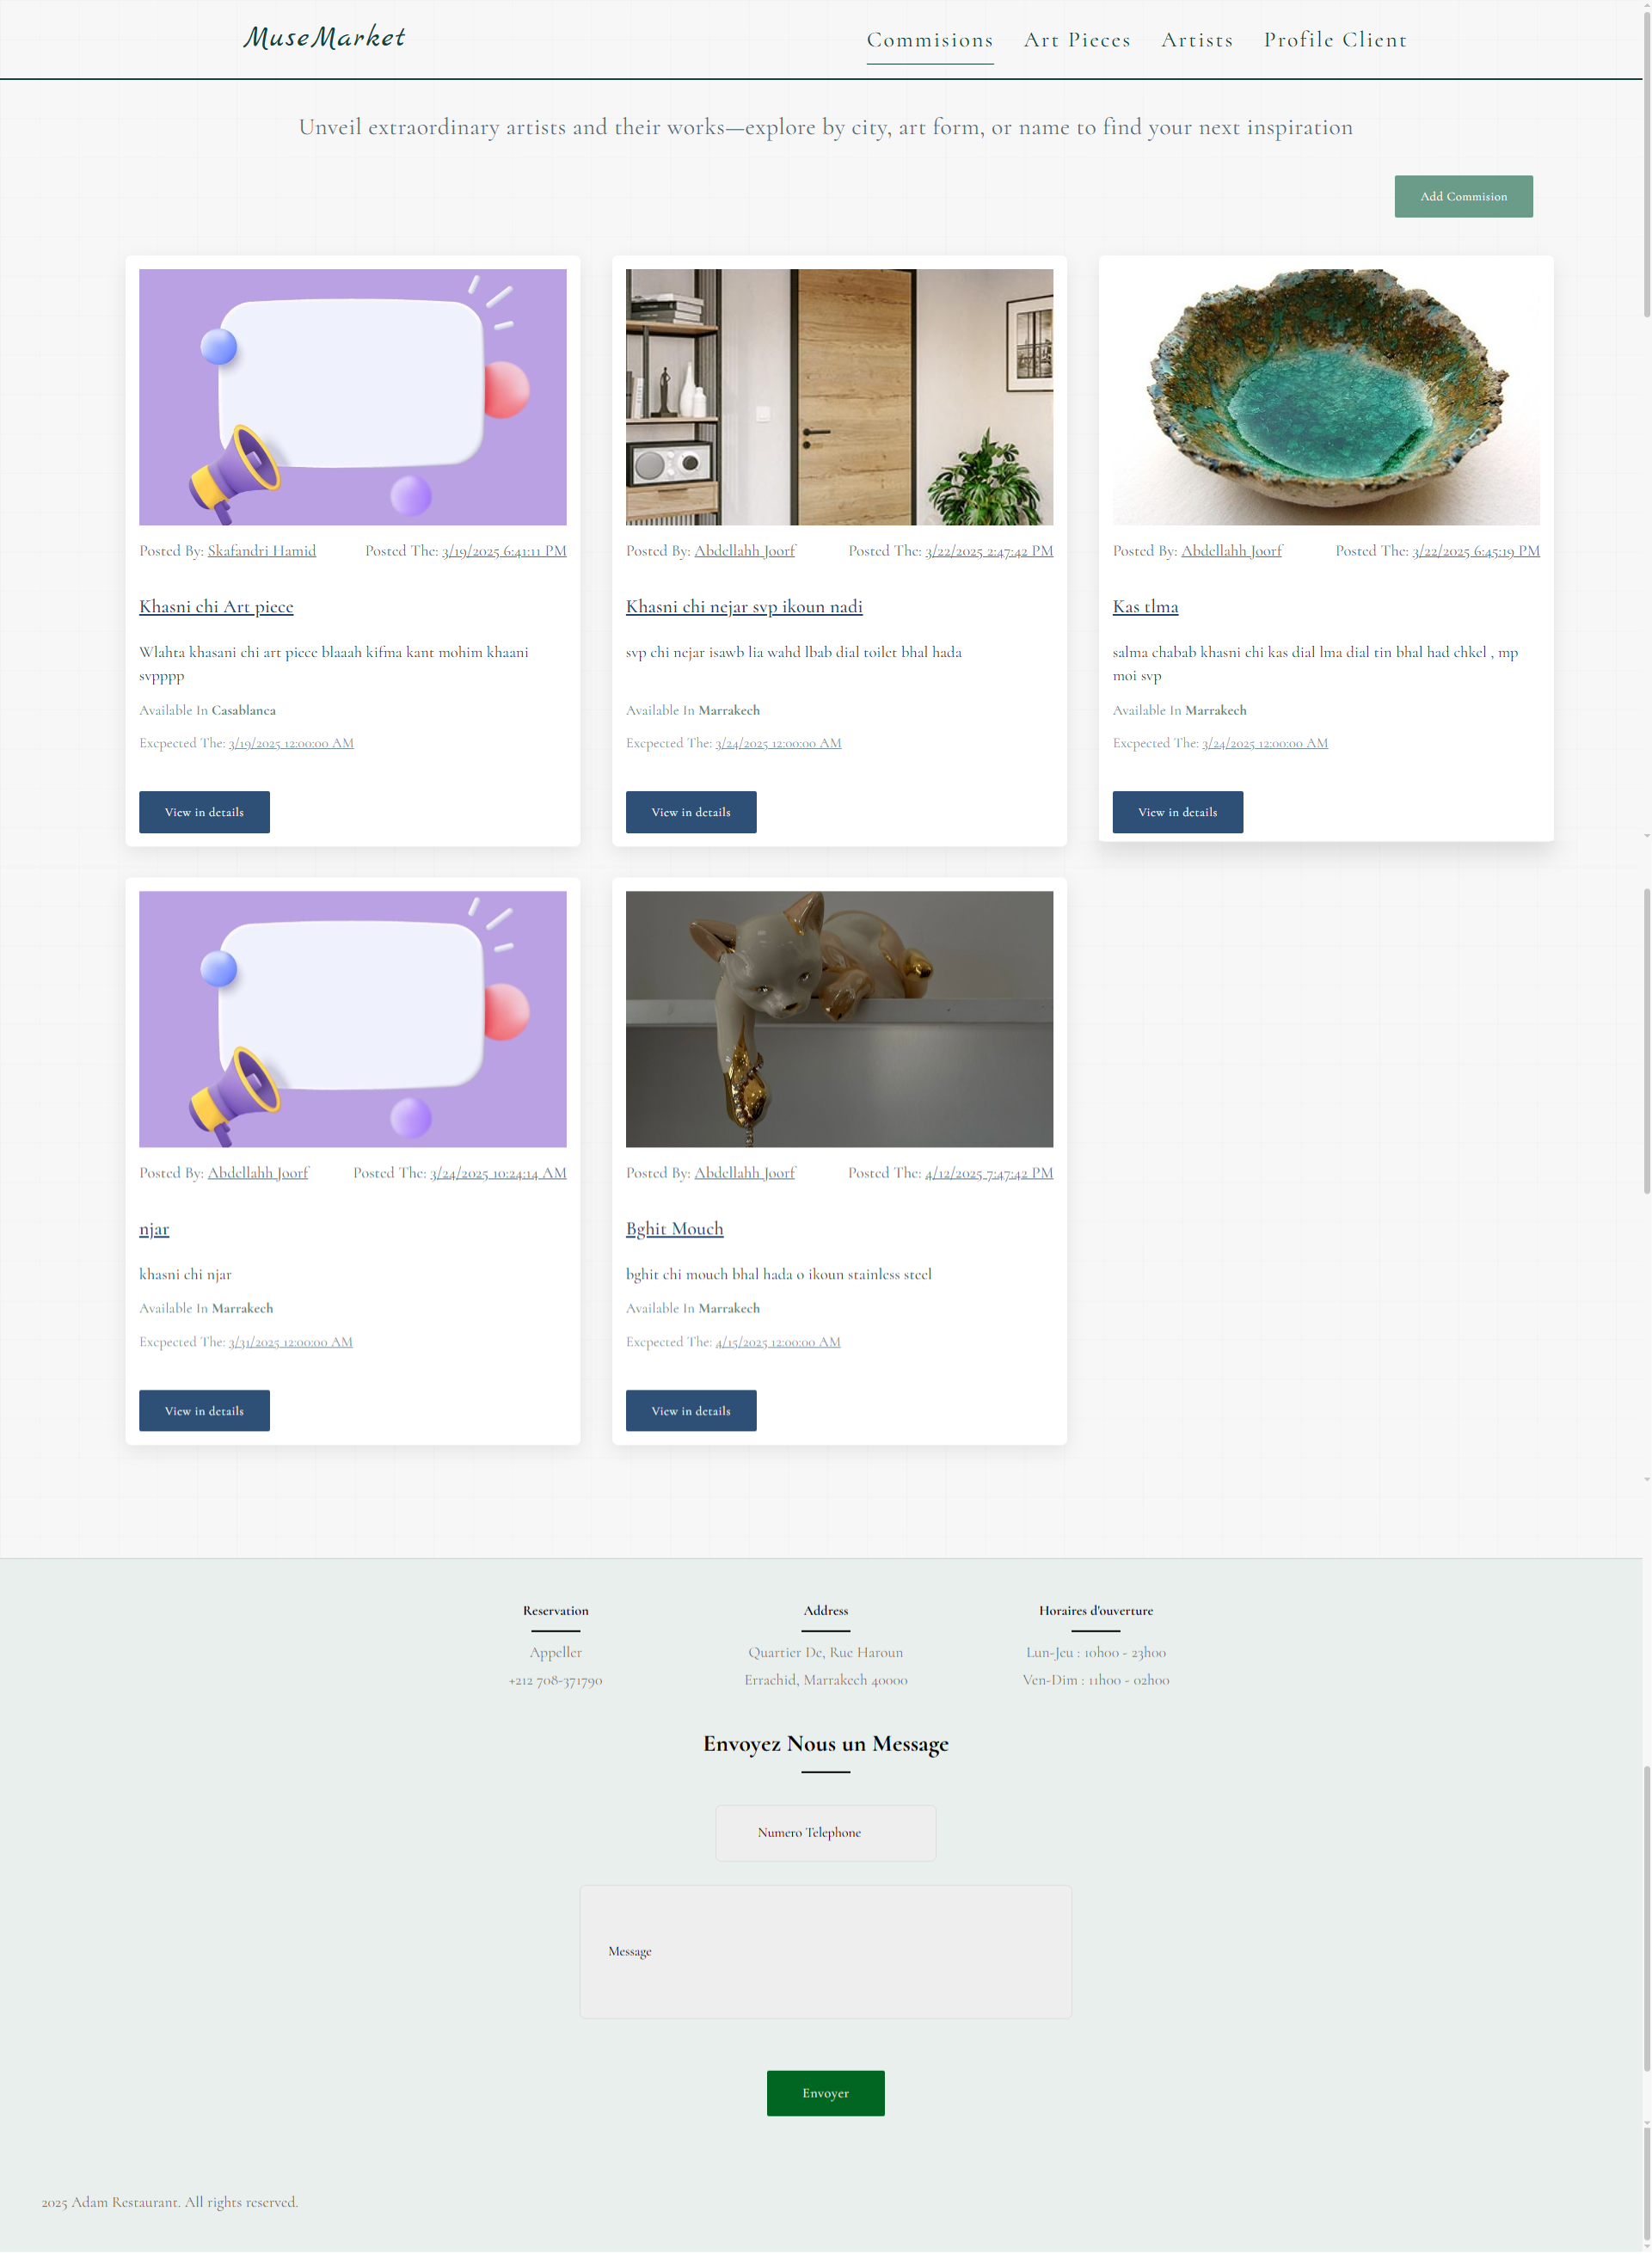 MuseMarket
Commisions Art Pieces Artists Profile Client
Unveil extraordinary artists and their works—explore by city, art form, or name to find your next inspiration
Add Commision
Posted By: Skafandri Hamid Posted The: 3/19/2025 6:41:11 PM
Khasni chi Art piece
Wlahta khasani chi art piece blaaah kifma kant mohim khaani
svpppp
Available In Casablanca
Excpected The: 3/19/2025 12:00:00 AM
View in details
Posted By: Abdellahh Joorf Posted The: 3/22/2025 2:47:42 PM
Khasni chi nejar svp ikoun nadi
svp chi nejar isawb lia wahd lbab dial toilet bhal hada
Available In Marrakech
Excpected The: 3/24/2025 12:00:00 AM
View in details
Posted By: Abdellahh Joorf Posted The: 3/22/2025 6:45:19 PM
Kas tlma
salma chabab khasni chi kas dial lma dial tin bhal had chkel , mp
moi svp
Available In Marrakech
Excpected The: 3/24/2025 12:00:00 AM
View in details
Posted By: Abdellahh Joorf Posted The: 3/24/2025 10:24:14 AM
njar
khasni chi njar
Available In Marrakech
Excpected The: 3/31/2025 12:00:00 AM
View in details
Posted By: Abdellahh Joorf Posted The: 4/12/2025 7:47:42 PM
Bghit Mouch
bghit chi mouch bhal hada o ikoun stainless steel
Available In Marrakech
Excpected The: 4/15/2025 12:00:00 AM
View in details
Reservation
Appeller
+212 708-371790
Address
Quartier De, Rue Haroun
Errachid, Marrakech 40000
Horaires d'ouverture
Lun-Jeu : 10h00 - 23h00
Ven-Dim : 11h00 - 02h00
Envoyez Nous un Message
Numero Telephone
Message
Envoyer
2025 Adam Restaurant. All rights reserved.